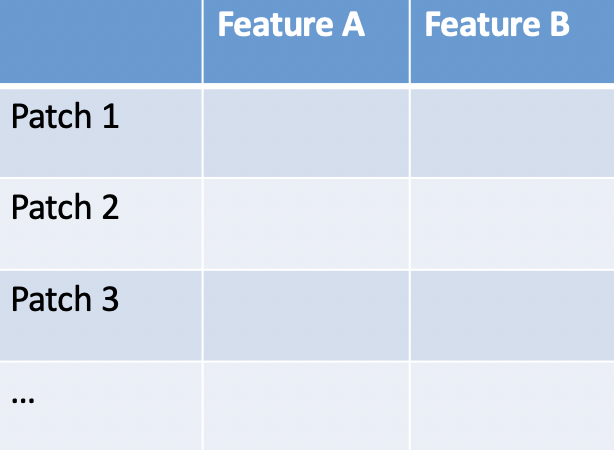 Feature A Feature B
Patch 1
Patch 2
Patch 3
...